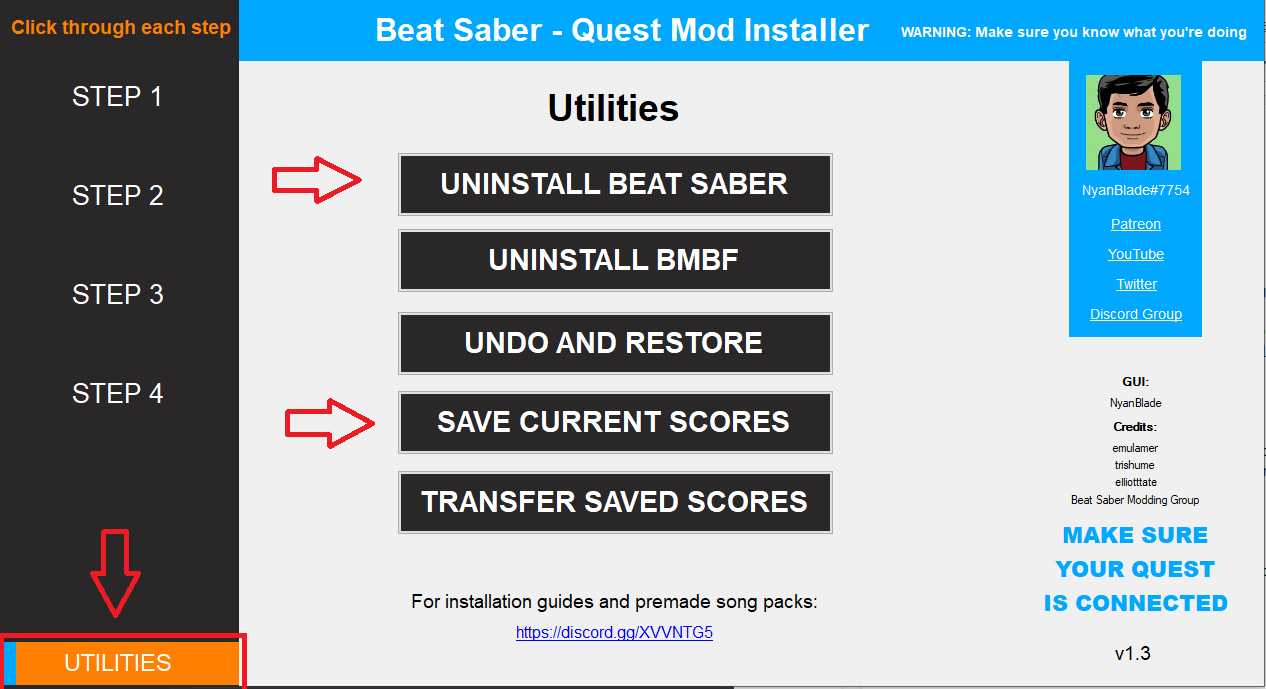 Click through each step
STEP 1
STEP 2
STEP 3
STEP 4
UTILITIES
Beat Saber - Quest Mod Installer
WARNING: Make sure you know what you're doing
Utilities
UNINSTALL BEAT SABER
UNINSTALL BMBF
UNDO AND RESTORE
SAVE CURRENT SCORES
TRANSFER SAVED SCORES
For installation guides and premade song packs:
https://discord.gg/XVVNTG5
NyanBlade#7754
Patreon
YouTube
Twitter
Discord Group
GUI:
NyanBlade
Credits:
emulamer
trishume
elliotttate
Beat Saber Modding Group
MAKE SURE
YOUR QUEST
IS CONNECTED
v1.3